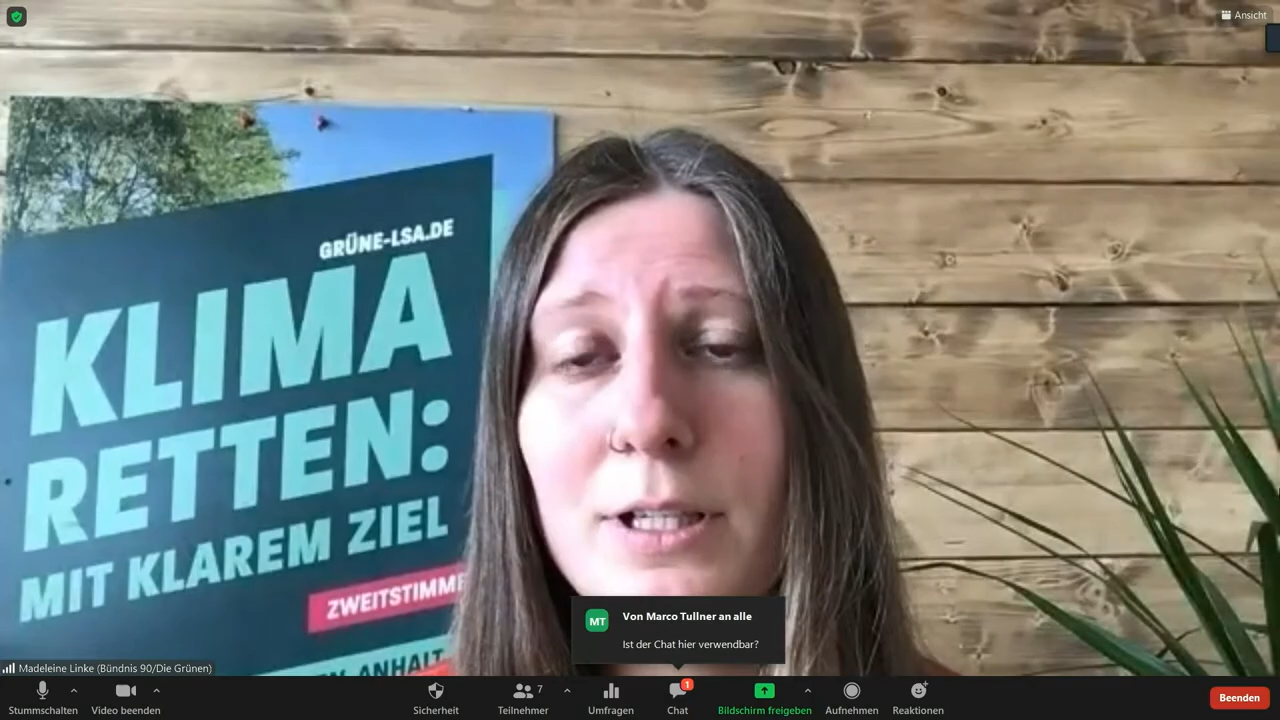 Ansicht
GRÜNE-LSA.DE
KLIMA
RETTEN:
MIT KLAREM ZIEL
ZWEITSTIMME
ANHALT
MT
Von Marco Tullner an alle
Ist der Chat hier verwendbar?
Madeleine Linke (Bündnis 90/Die Grünen)
Stummschalten
Video beenden
Sicherheit
7
Teilnehmer
Umfragen
1
Chat
Bildschirm freigeben
Aufnehmen
Reaktionen
Beenden